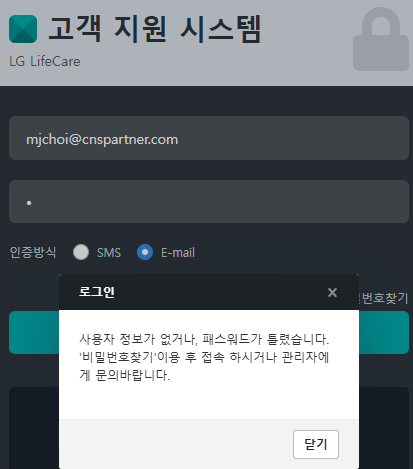 고객 지원 시스템
LG LifeCare
mjchoi@cnspartner.com
•
인증방식 SMS E-mail
밀번호찾기
로그인 ×
사용자 정보가 없거나, 패스워드가 틀렸습니다.
'비밀번호찾기'이용 후 접속 하시거나 관리자에
게 문의바랍니다.
닫기